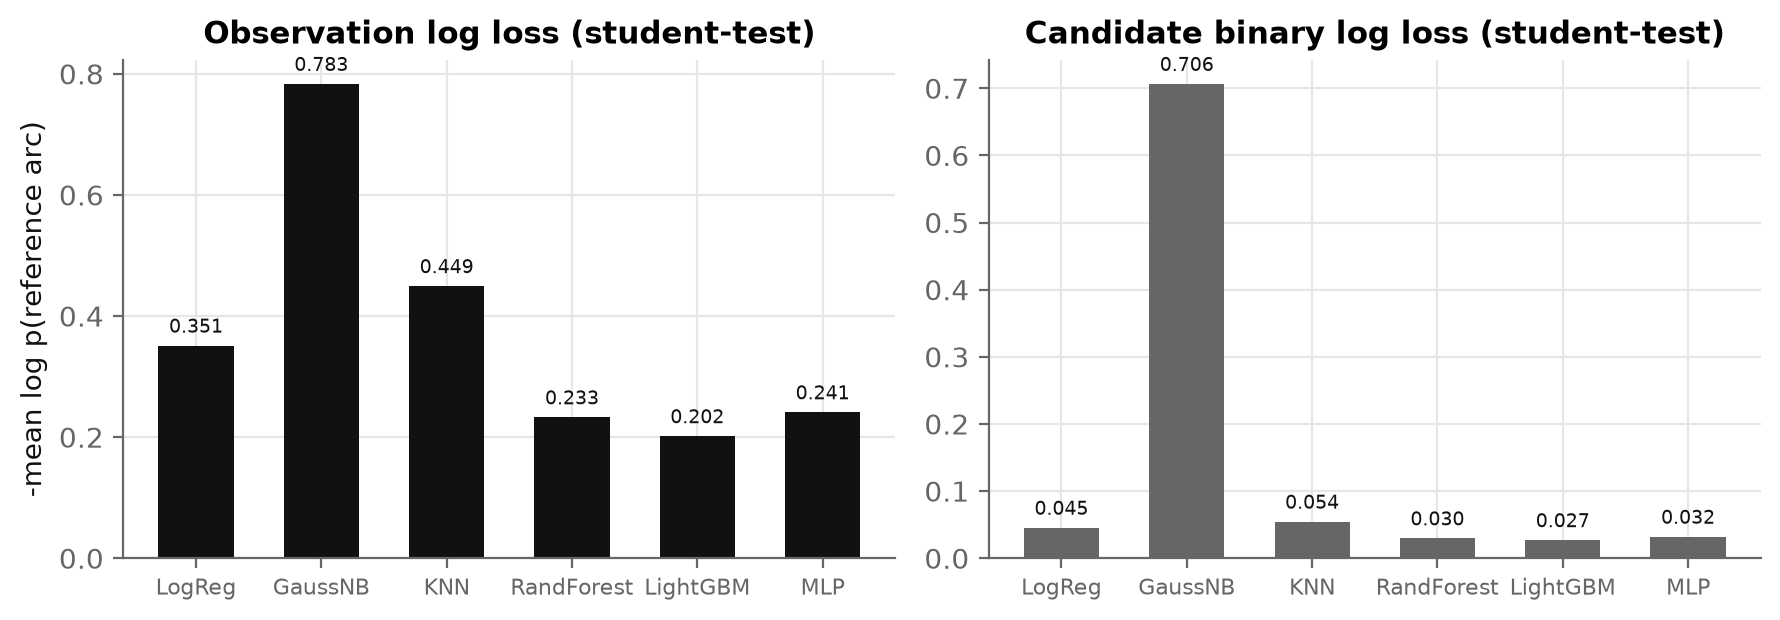 Observation log loss (student-test)
-mean log p(reference arc)
0.8
0.6
0.4
0.2
0.0
0.351
0.783
0.449
0.233
0.202
0.241
LogReg
GaussNB
KNN
RandForest
LightGBM
MLP
Candidate binary log loss (student-test)
0.7
0.6
0.5
0.4
0.3
0.2
0.1
0.0
0.045
0.706
0.054
0.030
0.027
0.032
LogReg
GaussNB
KNN
RandForest
LightGBM
MLP